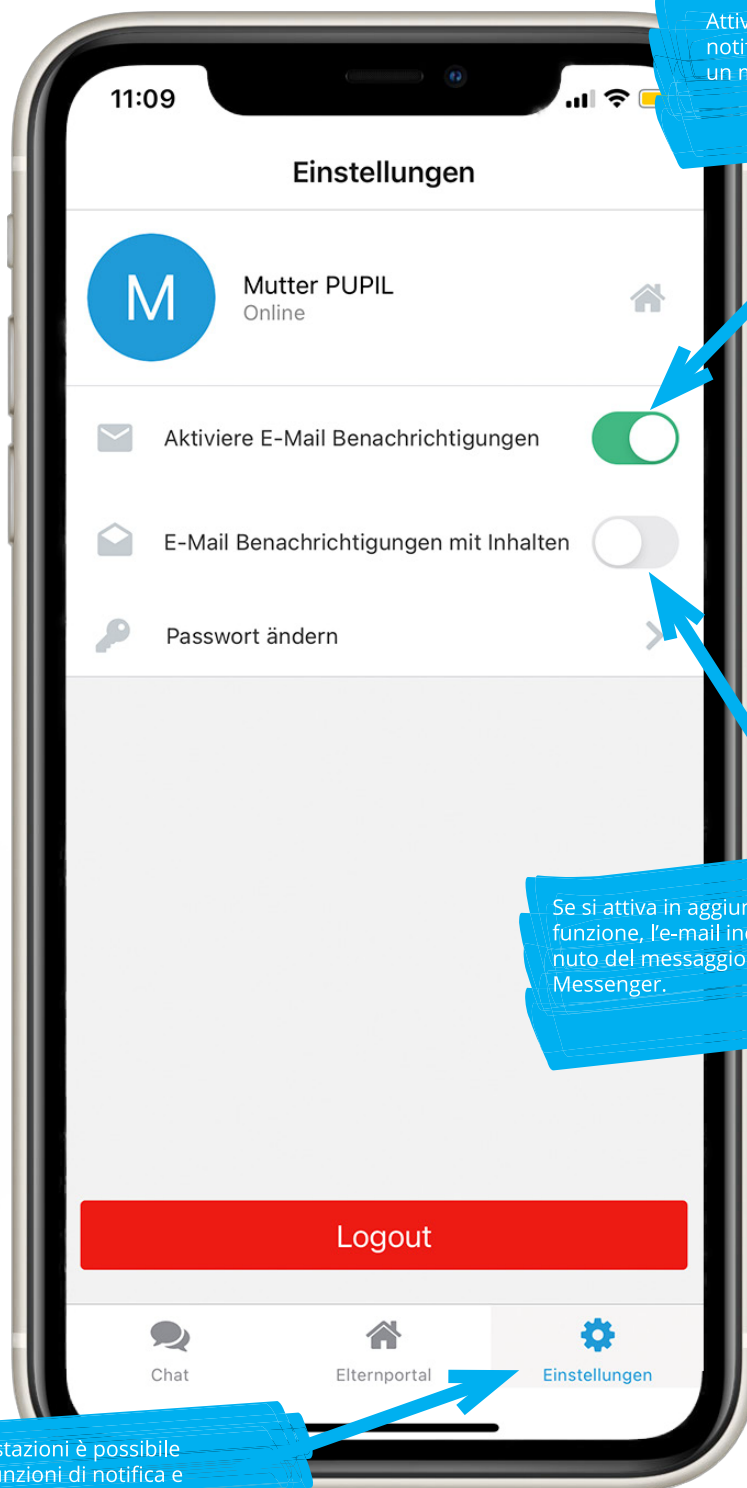 Attiv
noti
un m
11:09
Einstellungen
M
Mutter PUPIL
Online
Aktiviere E-Mail Benachrichtigungen
E-Mail Benachrichtigungen mit Inhalten
Passwort ändern
Se si attiva in aggiun
funzione, l'e-mail inc
nuto del messaggio
Messenger.
Logout
Chat
Elternportal
Einstellungen
stazioni è possibile
unzioni di notifica e